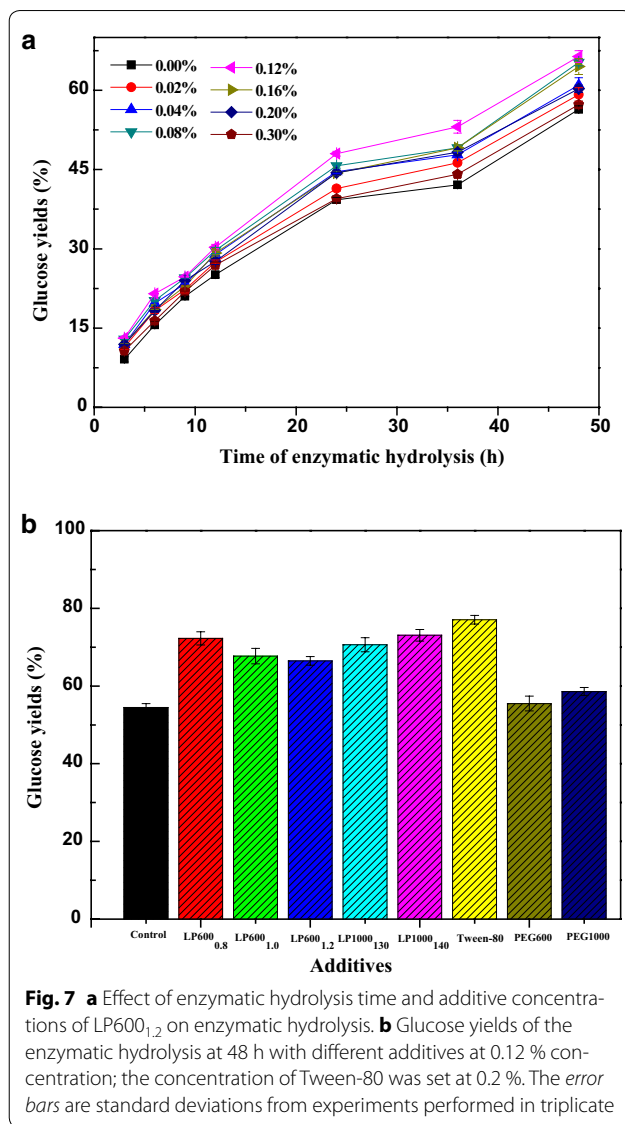 a
0.00% 0.12%
0.02% 0.16%
0.04% 0.20%
0.08% 0.30%
Glucose yields (%)
60
45
30
15
0
0 10 20 30 40 50
Time of enzymatic hydrolysis (h)
b
Glucose yields (%)
100
80
60
40
20
0
Control LP600 0.8 LP600 1.0 LP600 1.2 LP1000 130 LP1000 140 Tween-80 PEG600 PEG1000
Additives
Fig. 7 a Effect of enzymatic hydrolysis time and additive concentra-
tions of LP600 1.2 on enzymatic hydrolysis. b Glucose yields of the
enzymatic hydrolysis at 48 h with different additives at 0.12 % con-
centration; the concentration of Tween-80 was set at 0.2 %. The error
bars are standard deviations from experiments performed in triplicate